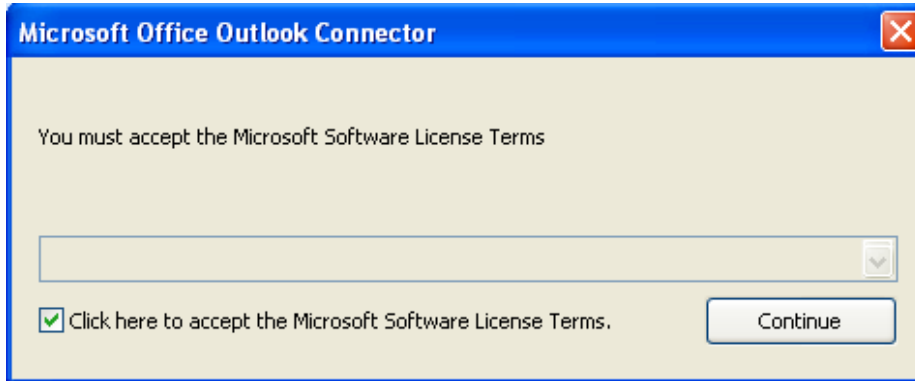 Microsoft Office Outlook Connector
You must accept the Microsoft Software License Terms
Click here to accept the Microsoft Software License Terms.
Continue